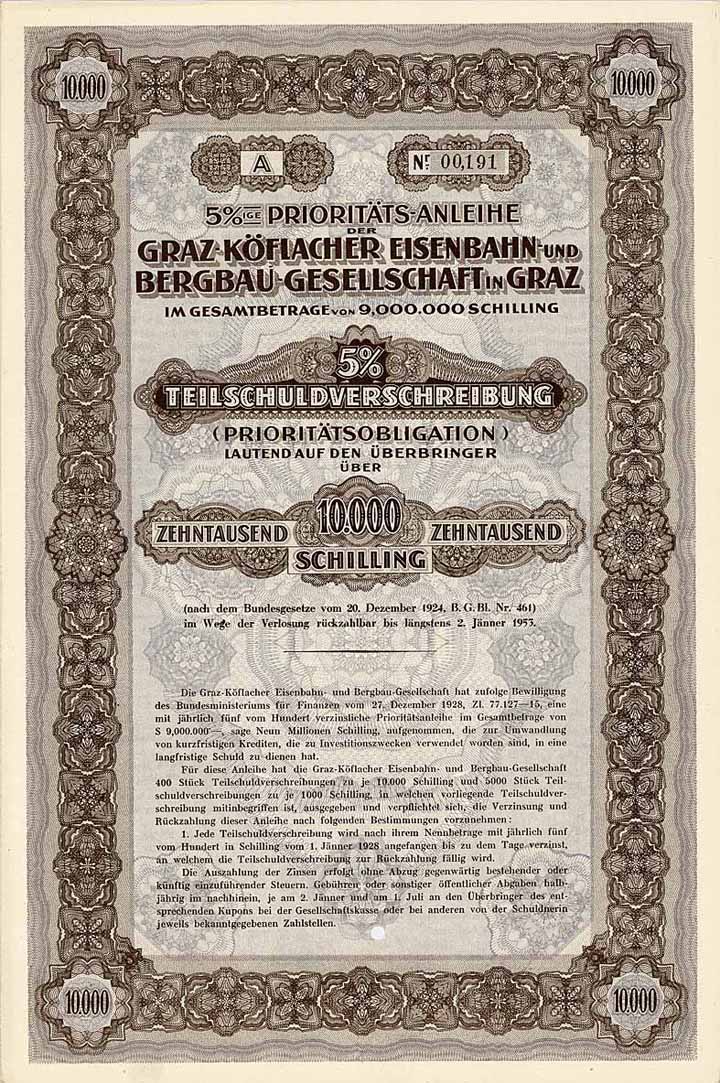 10.000 10.000
A Nr. 00,191
5%IGE PRIORITÄTS-ANLEIHE
DER
GRAZ-KÖFLACHER EISENBAHN- UND
BERGBAU-GESELLSCHAFT IN GRAZ
IM GESAMTBETRAGE VON 9,000.000 SCHILLING
5%
TEILSCHULDVERSCHREIBUNG
(PRIORITÄTSOBLIGATION)
LAUTEND AUF DEN ÜBERBRINGER
ÜBER
ZEHNTAUSEND 10.000 ZEHNTAUSEND
SCHILLING
(nach dem Bundesgesetze vom 20. Dezember 1924, B. G. Bl. Nr. 461)
im Wege der Verlosung rückzahlbar bis längstens 2. Jänner 1953.
Die Graz-Köflacher Eisenbahn- und Bergbau-Gesellschaft hat zufolge Bewilligung
des Bundesministeriums für Finanzen vom 27. Dezember 1928, Zl. 77.127—15, eine
mit jährlich fünf vom Hundert verzinsliche Prioritätsanleihe im Gesamtbetrage von
S 9,000.000·—, sage Neun Millionen Schilling, aufgenommen, die zur Umwandlung
von kurzfristigen Krediten, die zu Investitionszwecken verwendet worden sind, in eine
langfristige Schuld zu dienen hat.
Für diese Anleihe hat die Graz-Köflacher Eisenbahn- und Bergbau-Gesellschaft
400 Stück Teilschuldverschreibungen zu je 10.000 Schilling und 5000 Stück Teil-
schuldverschreibungen zu je 1000 Schilling, in welchen vorliegende Teilschuldver-
schreibung mitinbegriffen ist, ausgegeben und verpflichtet sich, die Verzinsung und
Rückzahlung dieser Anleihe nach folgenden Bestimmungen vorzunehmen:
1. Jede Teilschuldverschreibung wird nach ihrem Nennbetrage mit jährlich fünf
vom Hundert in Schilling vom 1. Jänner 1928 angefangen bis zu dem Tage verzinst,
an welchem die Teilschuldverschreibung zur Rückzahlung fällig wird.
Die Auszahlung der Zinsen erfolgt ohne Abzug gegenwärtig bestehender oder
künftig einzuführender Steuern, Gebühren oder sonstiger öffentlicher Abgaben halb-
jährig im nachhinein, je am 2. Jänner und am 1. Juli an den Überbringer des ent-
sprechenden Kupons bei der Gesellschaftskasse oder bei anderen von der Schuldnerin
jeweils bekanntgegebenen Zahlstellen.
10.000 10.000